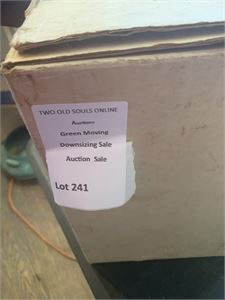 TWO OLD SOULS ONLINE
Auctions
Green Moving
Downsizing Sale
Auction Sale
Lot 241